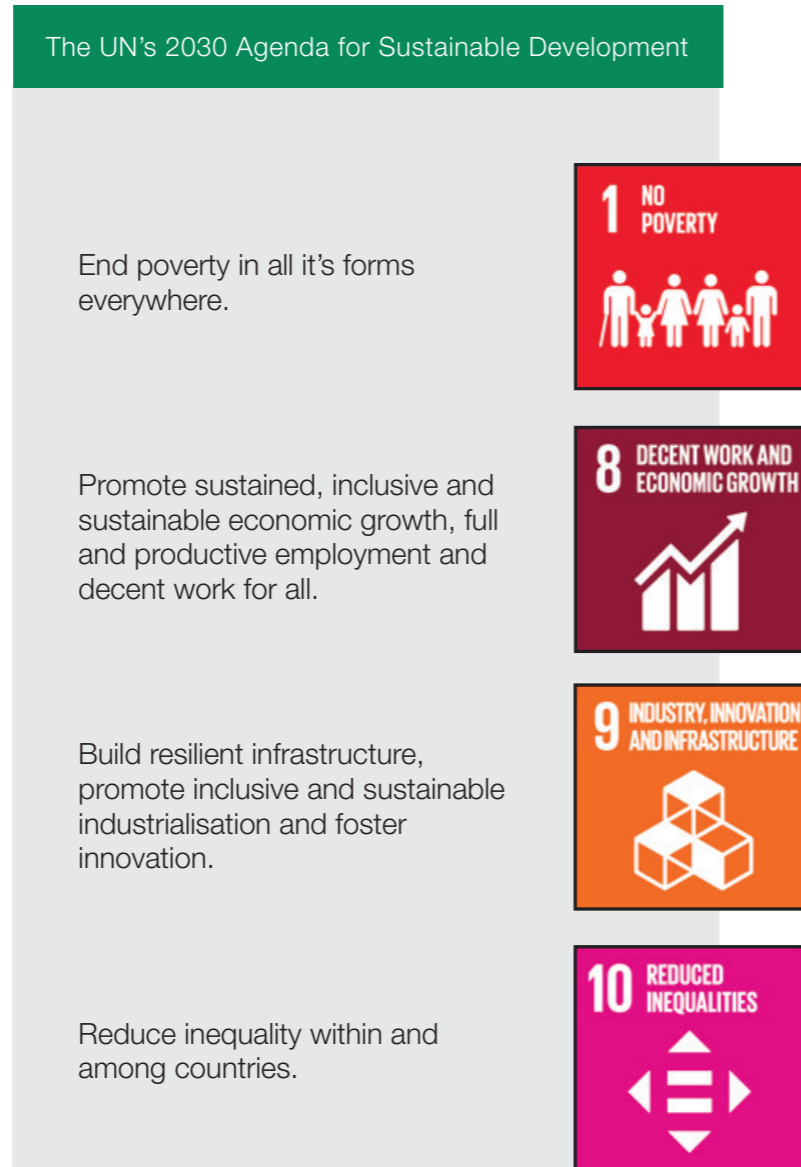 The UN’s 2030 Agenda for Sustainable Development
End poverty in all it’s forms
everywhere.
1 NO
POVERTY
Promote sustained, inclusive and
sustainable economic growth, full
and productive employment and
decent work for all.
8 DECENT WORK AND
ECONOMIC GROWTH
Build resilient infrastructure,
promote inclusive and sustainable
industrialisation and foster
innovation.
9 INDUSTRY, INNOVATION
AND INFRASTRUCTURE
Reduce inequality within and
among countries.
10 REDUCED
INEQUALITIES